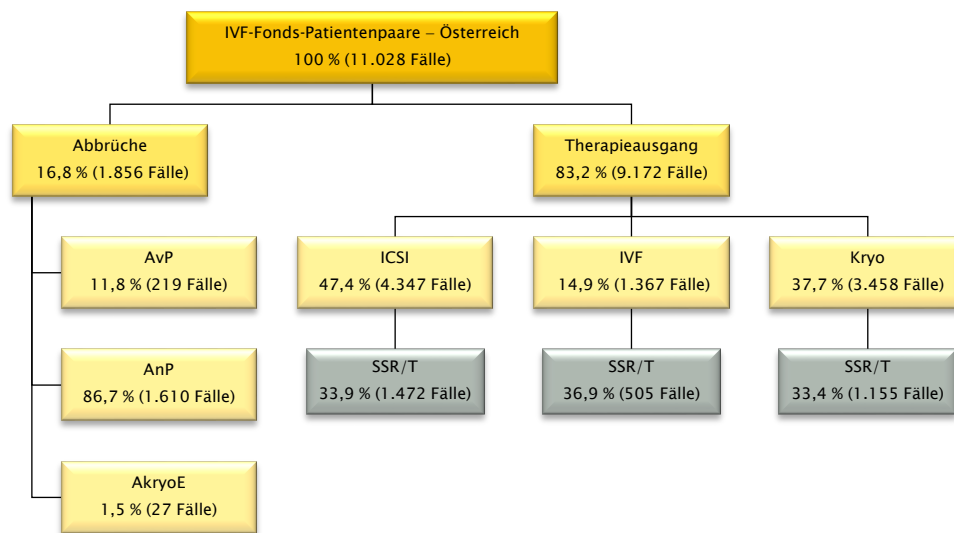 IVF-Fonds-Patientenpaare – Österreich
100 % (11.028 Fälle)
Abbrüche
16,8 % (1.856 Fälle)
Therapieausgang
83,2 % (9.172 Fälle)
AvP
11,8 % (219 Fälle)
ICSI
47,4 % (4.347 Fälle)
IVF
14,9 % (1.367 Fälle)
Kryo
37,7 % (3.458 Fälle)
AnP
86,7 % (1.610 Fälle)
SSR/T
33,9 % (1.472 Fälle)
SSR/T
36,9 % (505 Fälle)
SSR/T
33,4 % (1.155 Fälle)
AkryoE
1,5 % (27 Fälle)